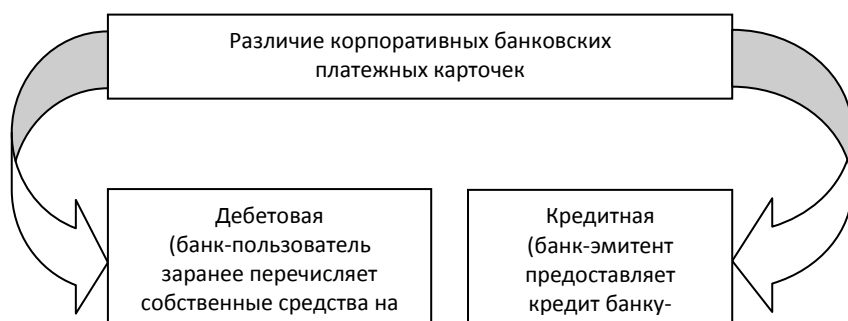 Различие корпоративных банковских
платежных карточек
Дебетовая
(банк-пользователь
заранее перечисляет
собственные средства на
Кредитная
(банк-эмитент
предоставляет
кредит банку-